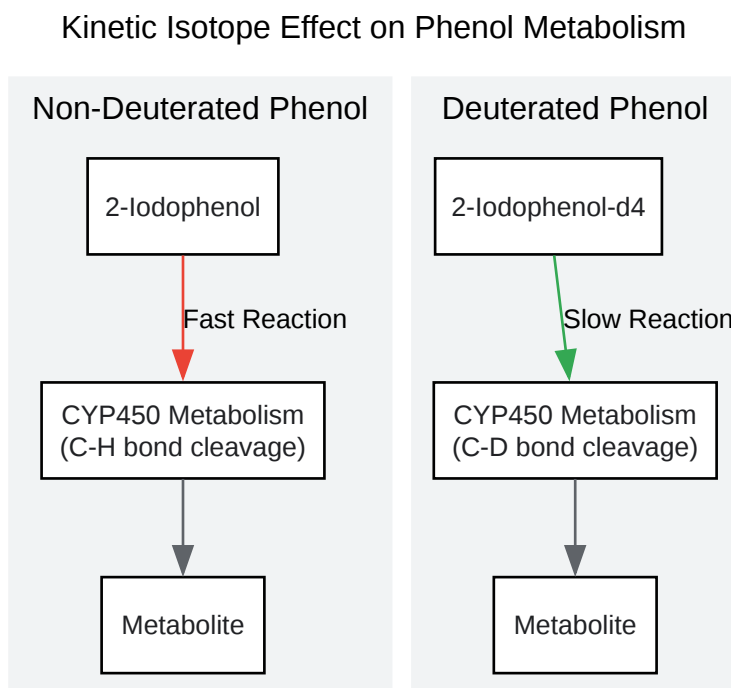 Kinetic Isotope Effect on Phenol Metabolism
Non-Deuterated Phenol
2-Iodophenol
Fast Reaction
CYP450 Metabolism
(C-H bond cleavage)
Metabolite
Deuterated Phenol
2-Iodophenol-d4
Slow Reaction
CYP450 Metabolism
(C-D bond cleavage)
Metabolite